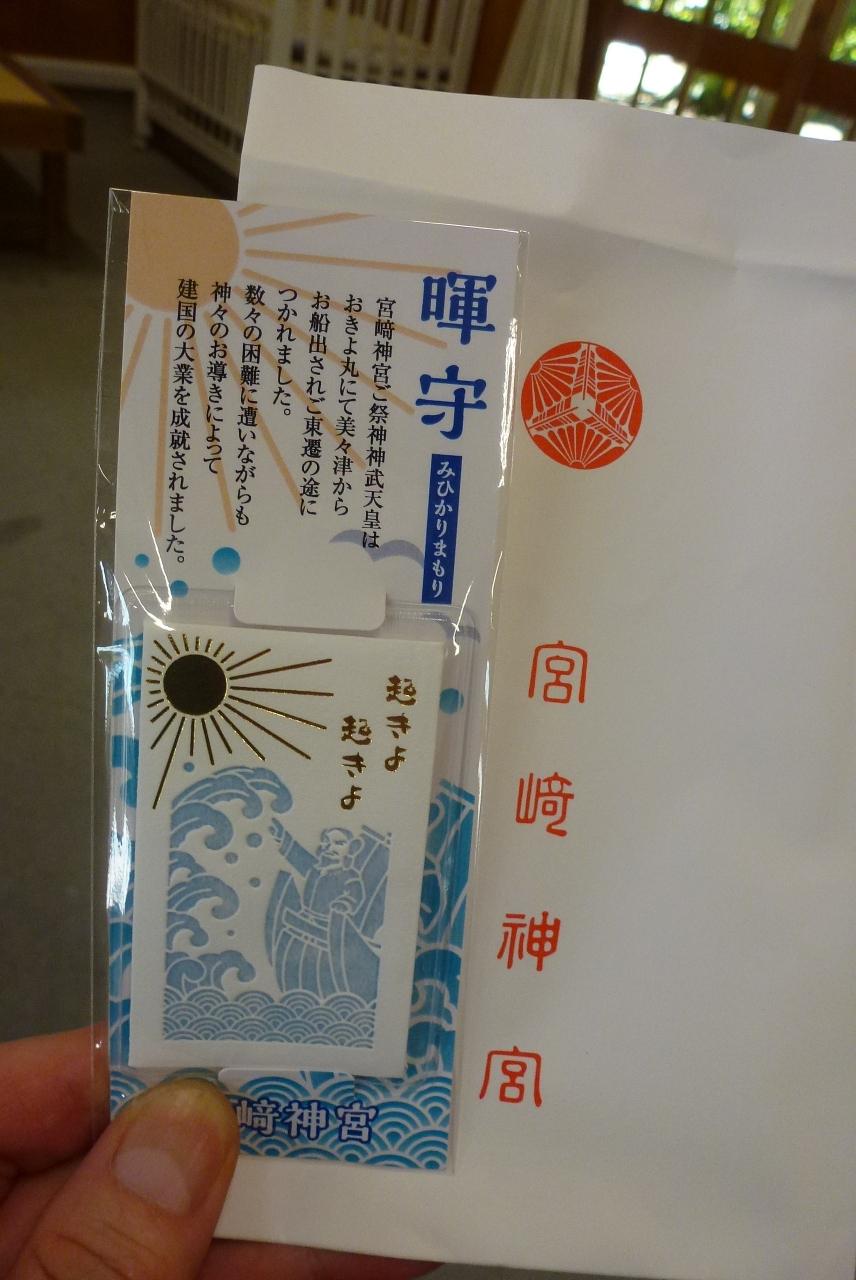 暉守
みひかりまもり
宮﨑神宮ご祭神神武天皇は
おきよ丸にて美々津から
お船出されご東遷の途に
つかれました。
数々の困難に遭いながらも
神々のお導きによって
建国の大業を成就されました。
起きよ
起きよ
﨑神宮
宮﨑神宮